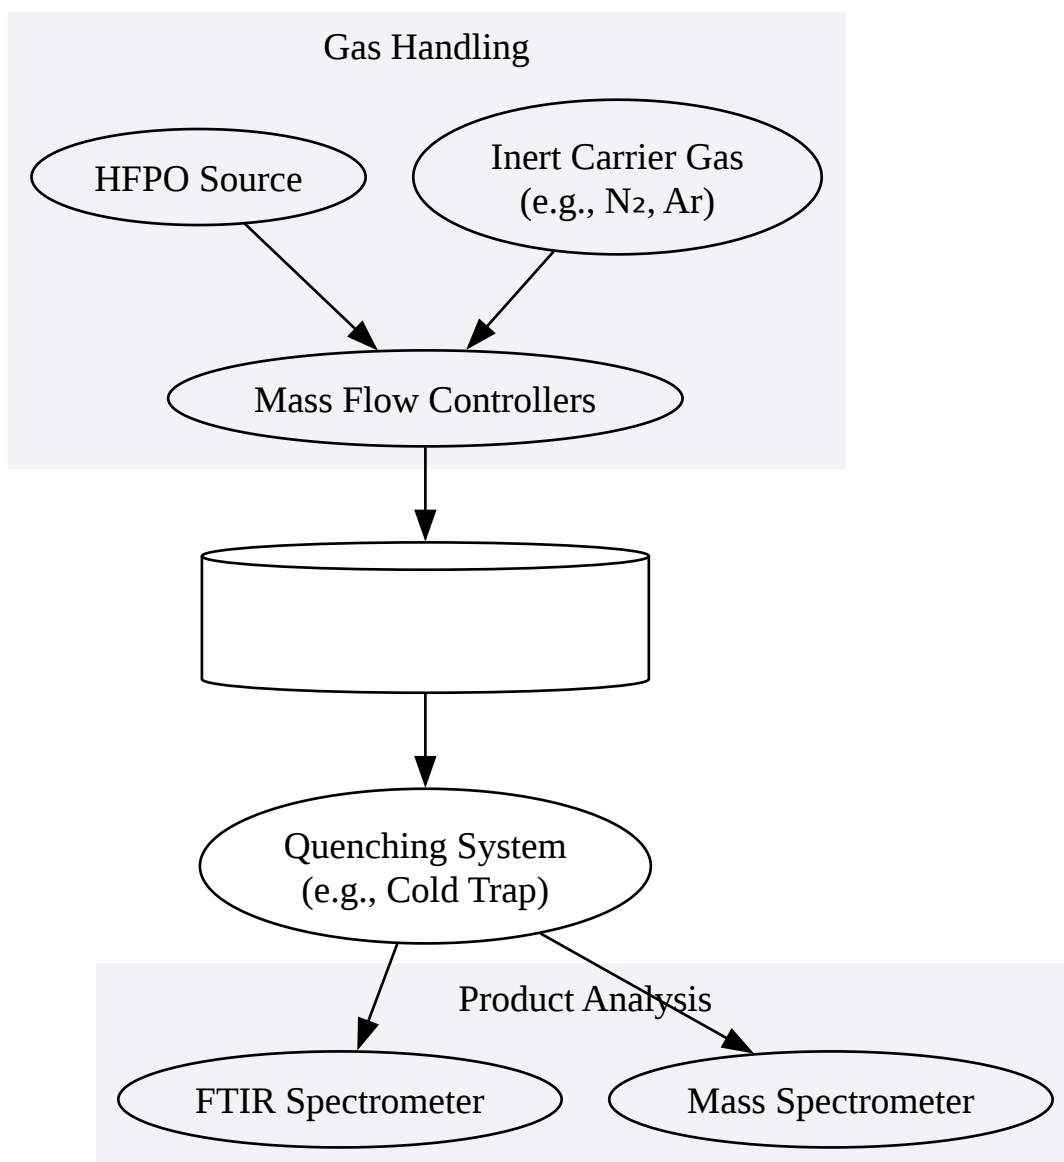 Gas Handling
HFPO Source
Inert Carrier Gas
(e.g., N₂, Ar)
Mass Flow Controllers
Quenching System
(e.g., Cold Trap)
Product Analysis
FTIR Spectrometer
Mass Spectrometer